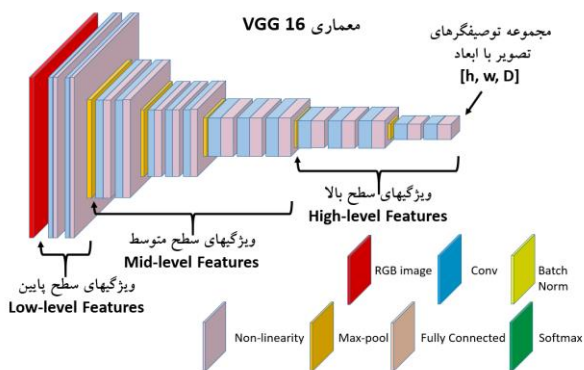 معماری VGG 16
مجموعه توصیفگرهای
تصویر با ابعاد
[h, w, D]
ویژگیهای سطح بالا
High-level Features
ویژگیهای سطح متوسط
Mid-level Features
ویژگیهای سطح پایین
Low-level Features
RGB image
Conv
Batch
Norm
Non-linearity
Max-pool
Fully Connected
Softmax